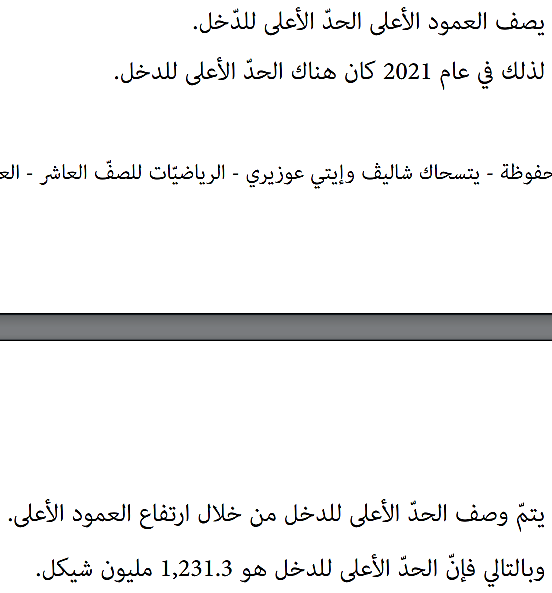 يصف العمود الأعلى الحدّ الأعلى للدّخل.
لذلك في عام 2021 كان هناك الحدّ الأعلى للدخل.
حفوظة - يتسحاك شاليڤ وإيتي عوزيري - الرياضيّات للصفّ العاشر -
يتمّ وصف الحدّ الأعلى للدخل من خلال ارتفاع العمود الأعلى.
وبالتالي فإنّ الحدّ الأعلى للدخل هو 1,231.3 مليون شيكل.